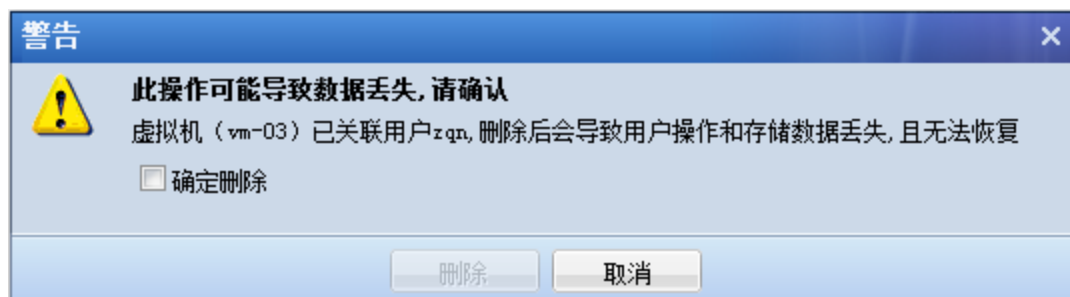 警告
此操作可能导致数据丢失,请确认
虚拟机（vm-03）已关联用户zqn,删除后会导致用户操作和存储数据丢失,且无法恢复
确定删除
删除 取消